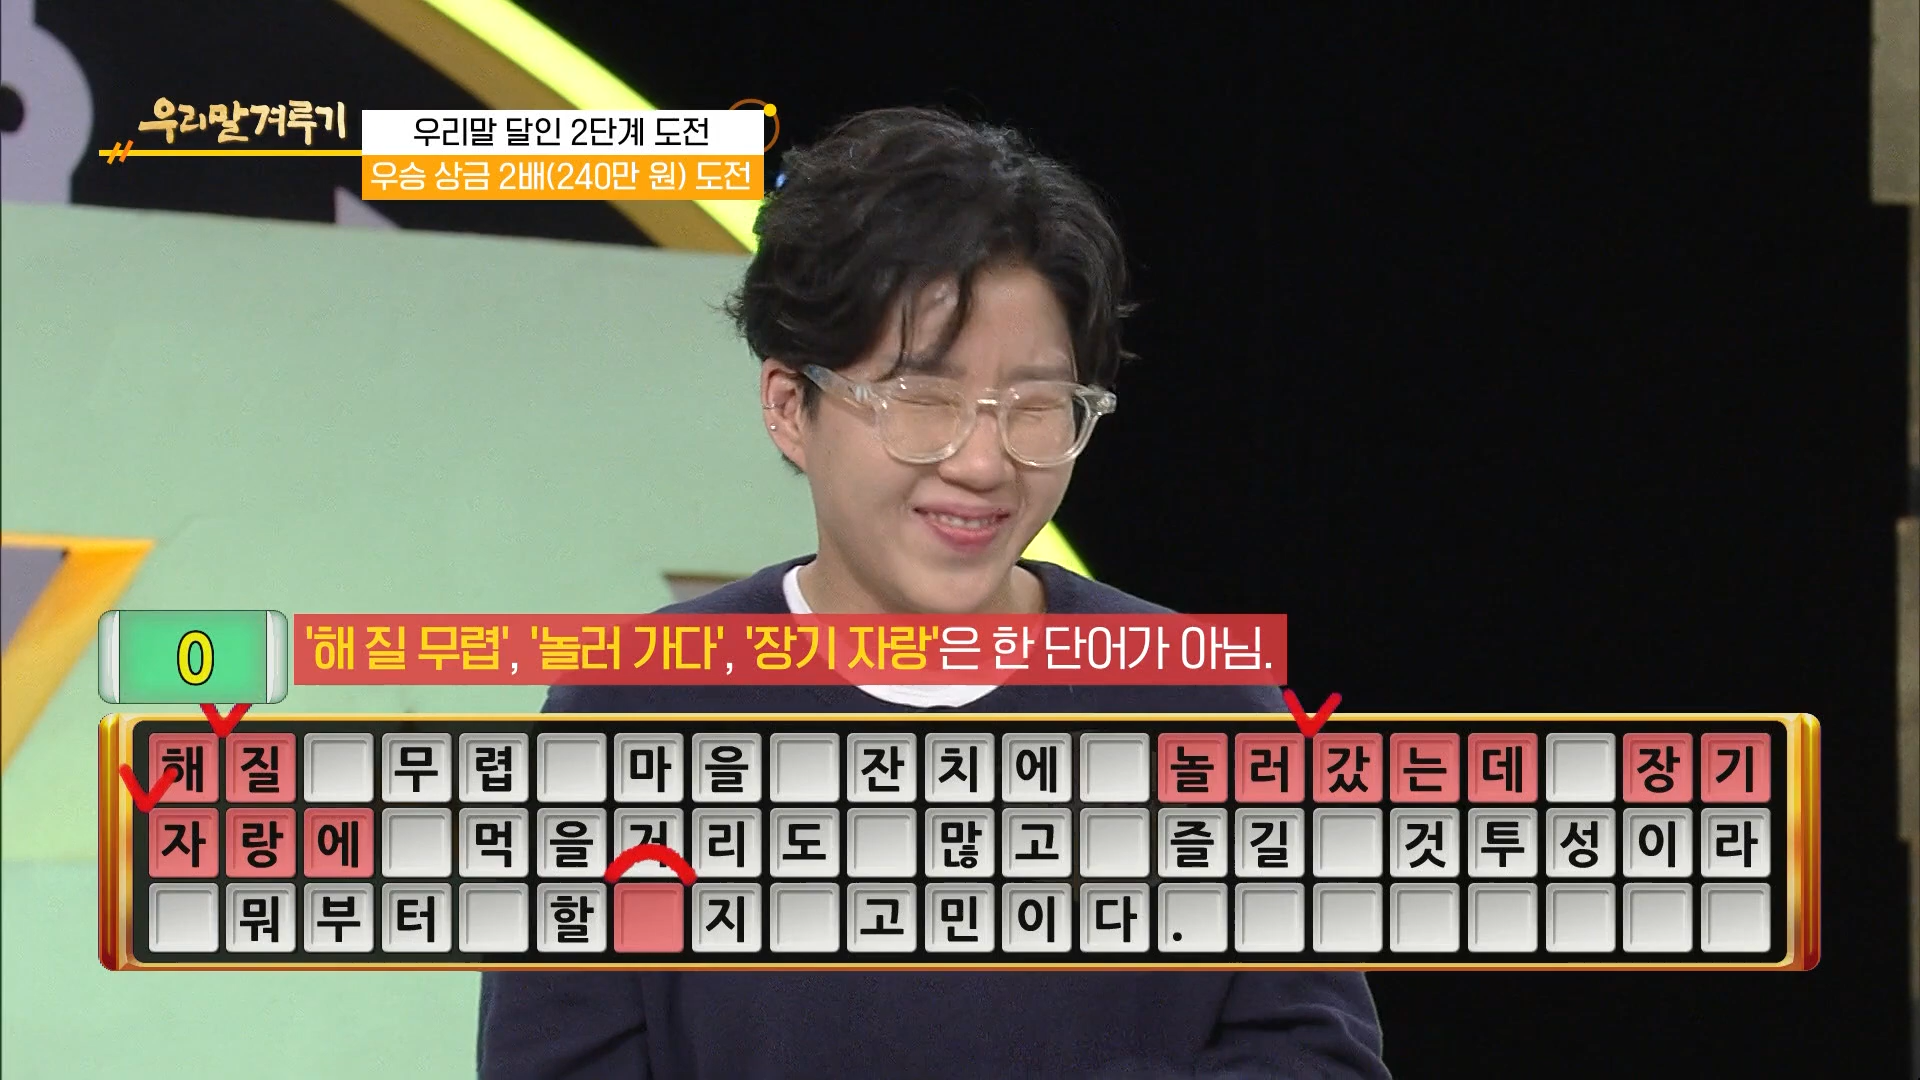 우리말겨루기
우리말 달인 2단계 도전
우승 상금 2배(240만 원) 도전
0
'해 질 무렵', '놀러 가다', '장기 자랑'은 한 단어가 아님.
해질 무렵 마을 잔치에 놀러갔는데 장기
자랑에 먹을거리도 많고 즐길 것투성이라
뭐부터 할 지 고민이다.